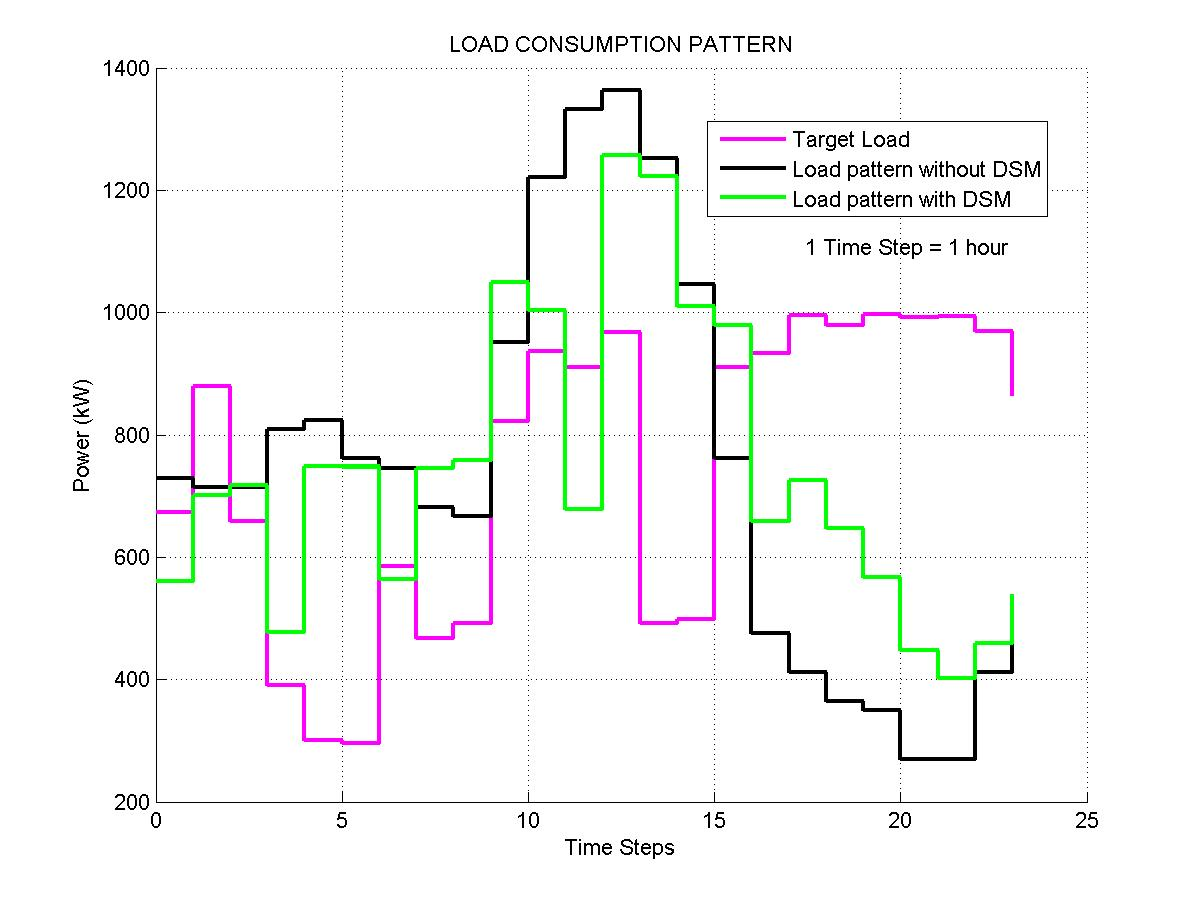 LOAD CONSUMPTION PATTERN
1400
1200
1000
800
600
400
200
Power (kW)
Target Load
Load pattern without DSM
Load pattern with DSM
1 Time Step = 1 hour
0 5 10 15 20 25
Time Steps